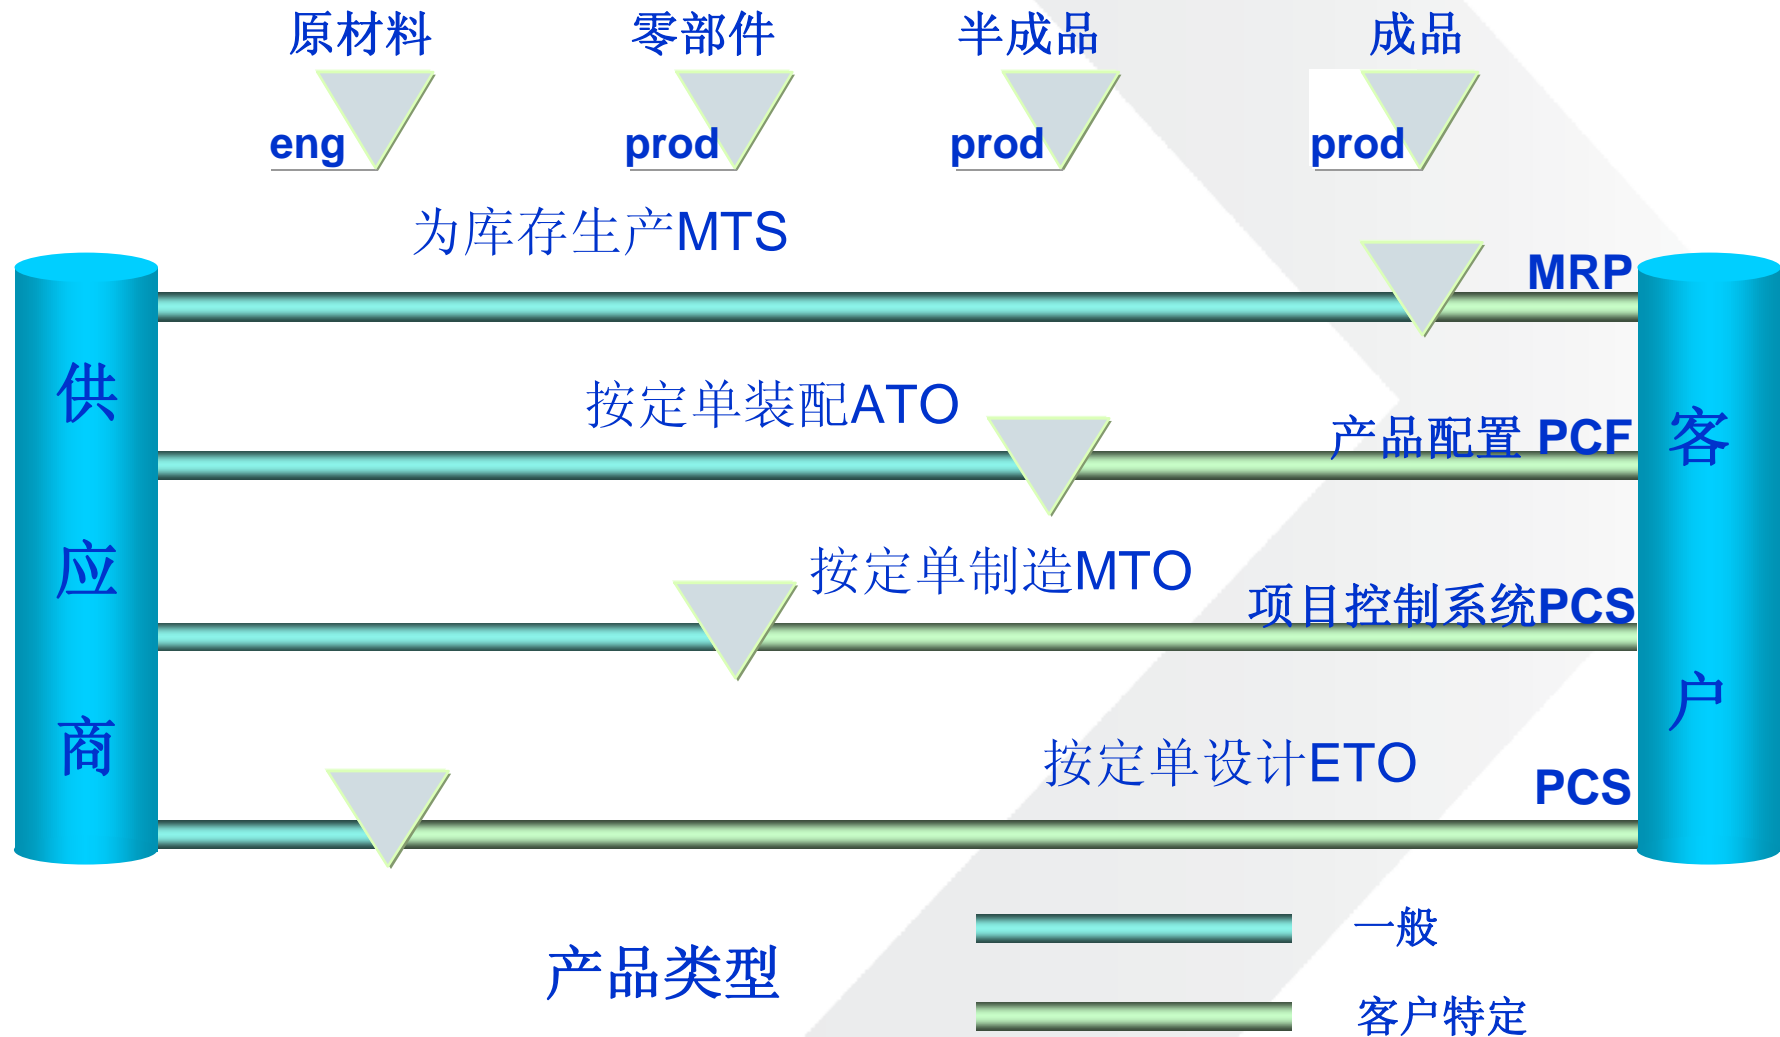 原材料 零部件 半成品 成品
eng prod prod prod
为库存生产MTS
MRP
按定单装配ATO
产品配置 PCF
按定单制造MTO
项目控制系统PCS
按定单设计ETO
PCS
供应商
客户
产品类型
一般
客户特定